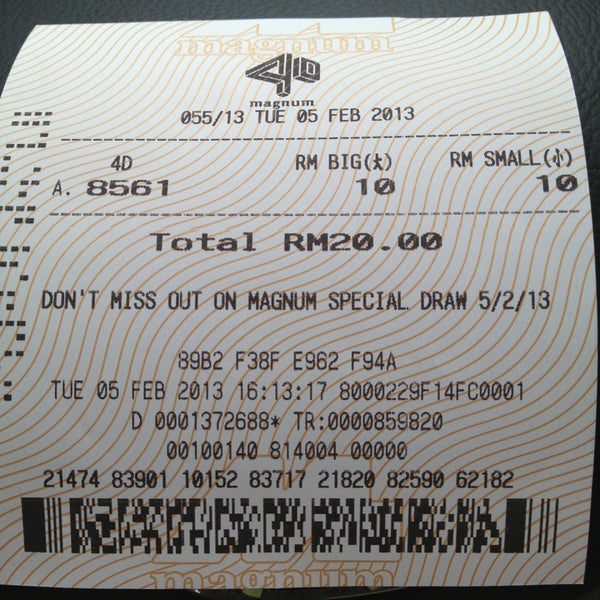 magnum
4D
magnum
055/13 TUE 05 FEB 2013
4D RM BIG(大) RM SMALL(小)
A. 8561 10 10
Total RM20.00
DON'T MISS OUT ON MAGNUM SPECIAL DRAW 5/2/13
89B2 F38F E962 F94A
TUE 05 FEB 2013 16:13:17 8000229F14FC0001
D 0001372688* TR:0000859820
00100140 814004 00000
21474 83901 10152 83717 21820 82590 62182
magnum